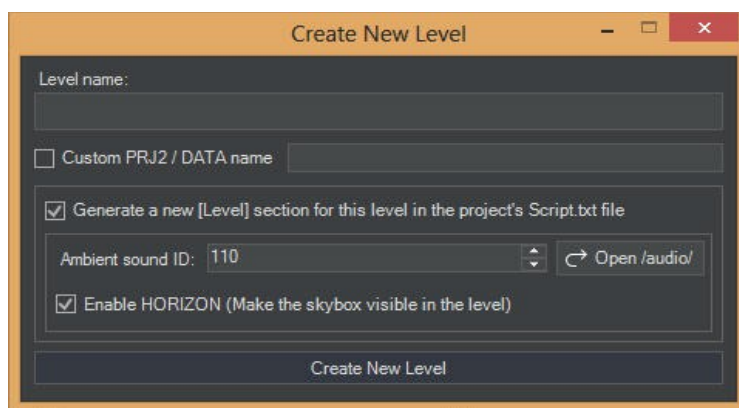 Create New Level
Level name:
Custom PRJ2 / DATA name
Generate a new [Level] section for this level in the project's Script.txt file
Ambient sound ID: 110 Open /audio/
Enable HORIZON (Make the skybox visible in the level)
Create New Level